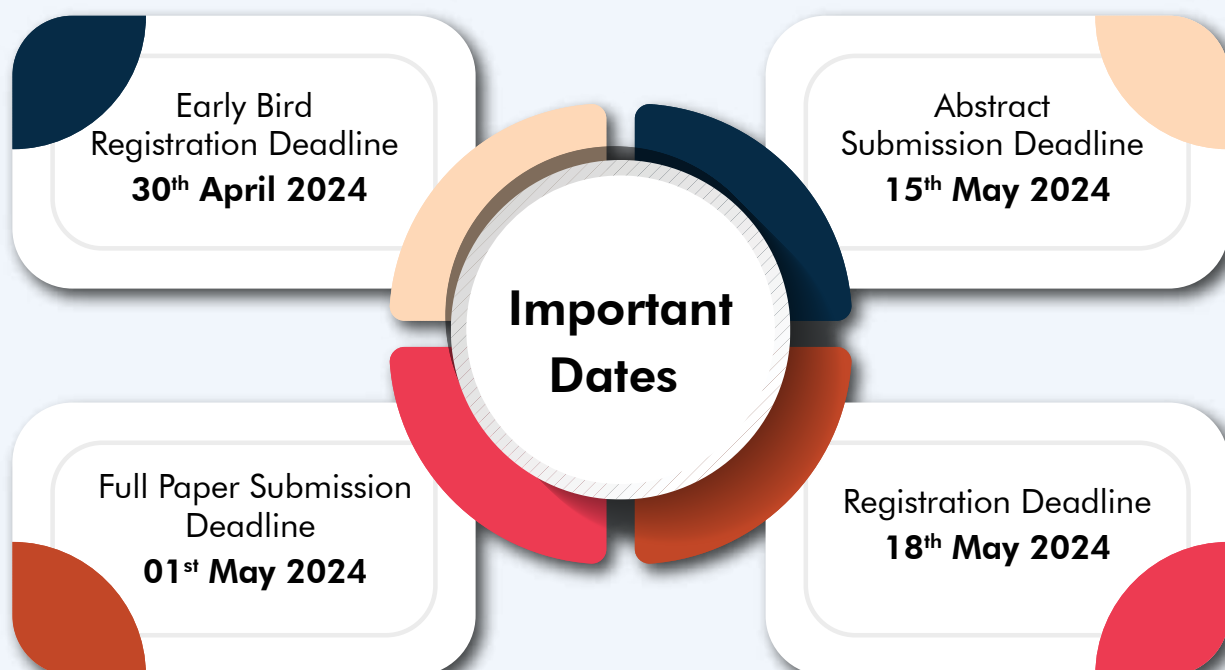 Early Bird
Registration Deadline
30th April 2024
Abstract
Submission Deadline
15th May 2024
Important
Dates
Full Paper Submission
Deadline
01st May 2024
Registration Deadline
18th May 2024